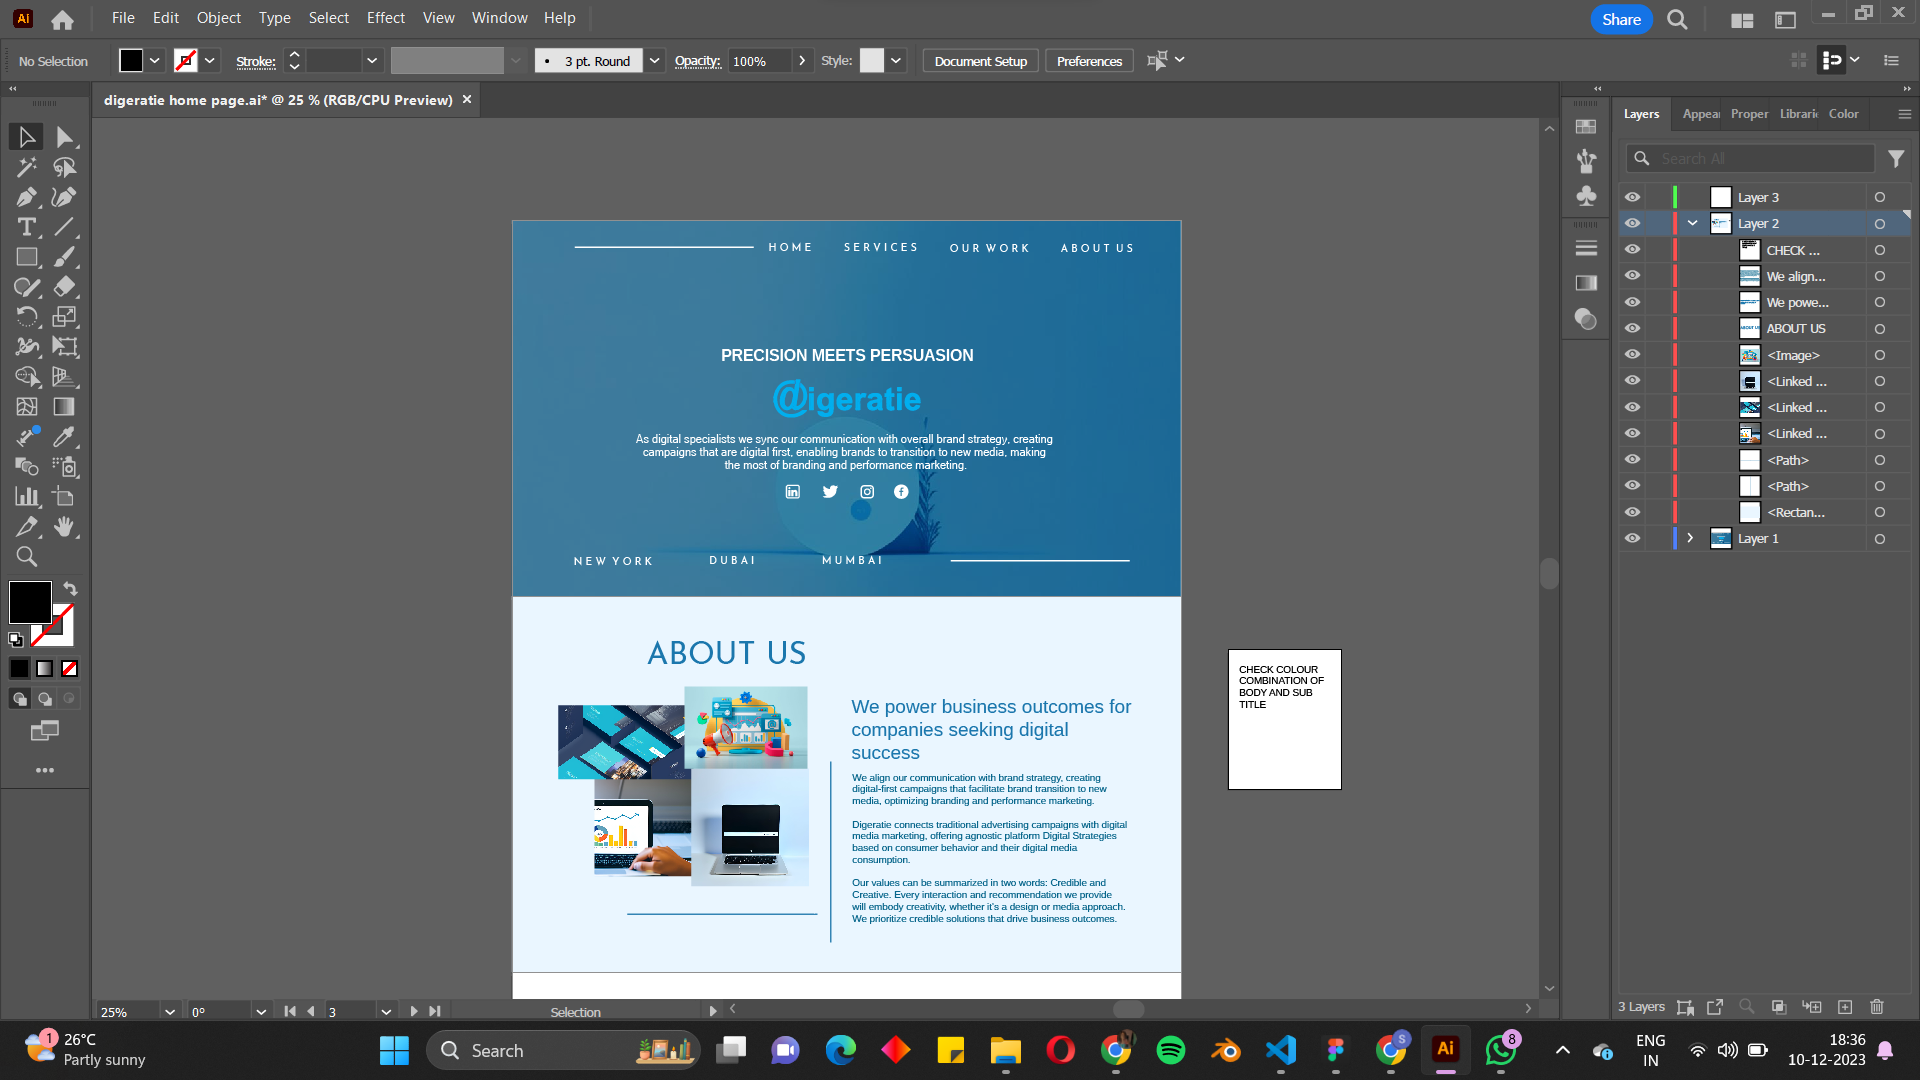 Ai
File Edit Object Type Select Effect View Window Help
Share
No Selection
Stroke:
3 pt. Round
Opacity:
100%
Style:
Document Setup
Preferences
digeratie home page.ai* @ 25 % (RGB/CPU Preview)
HOME SERVICES OUR WORK ABOUT US
PRECISION MEETS PERSUASION
@igeratie
As digital specialists we sync our communication with overall brand strategy, creating
campaigns that are digital first, enabling brands to transition to new media, making
the most of branding and performance marketing.
NEW YORK DUBAI MUMBAI
ABOUT US
We power business outcomes for
companies seeking digital
success
We align our communication with brand strategy, creating
digital-first campaigns that facilitate brand transition to new
media, optimizing branding and performance marketing.
Digeratie connects traditional advertising campaigns with digital
media marketing, offering agnostic platform Digital Strategies
based on consumer behavior and their digital media
consumption.
Our values can be summarized in two words: Credible and
Creative. Every interaction and recommendation we provide
will embody creativity, whether it's a design or media approach.
We prioritize credible solutions that drive business outcomes.
CHECK COLOUR
COMBINATION OF
BODY AND SUB
TITLE
Layers Appear Proper Librari Color
Search All
Layer 3
Layer 2
CHECK ...
We align...
We powe...
ABOUT US
<Image>
<Linked ...
<Linked ...
<Linked ...
<Path>
<Path>
<Rectan...
Layer 1
3 Layers
25%
0°
3
Selection
1
26°C
Partly sunny
Search
S
Ai
8
ENG
IN
18:36
10-12-2023